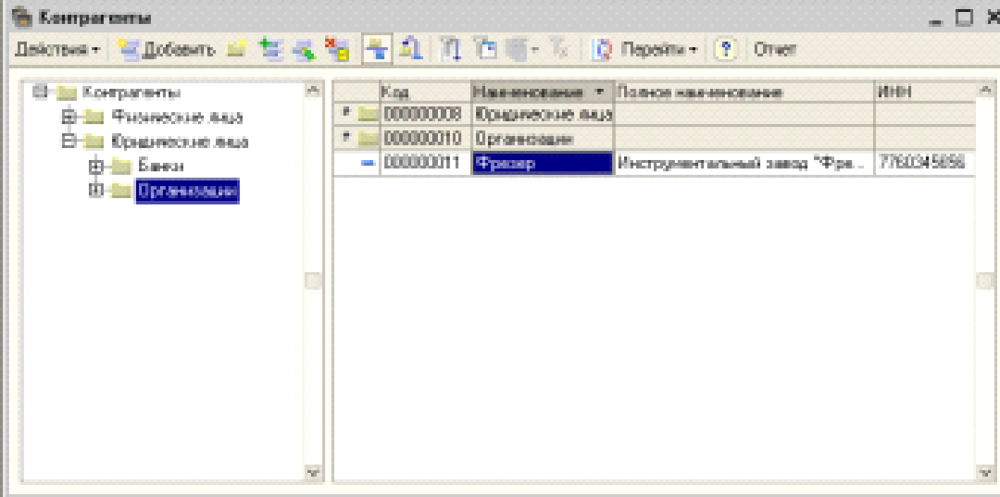 Контрагенты
Действия Добавить Перейти ? Отчет
Контрагенты
Физические лица
Юридические лица
Банки
Организации
Код Наименование Полное наименование ИНН
000000008 Юридические лица
000000010 Организации
000000011 Фрезер Инструментальный завод "Фре...